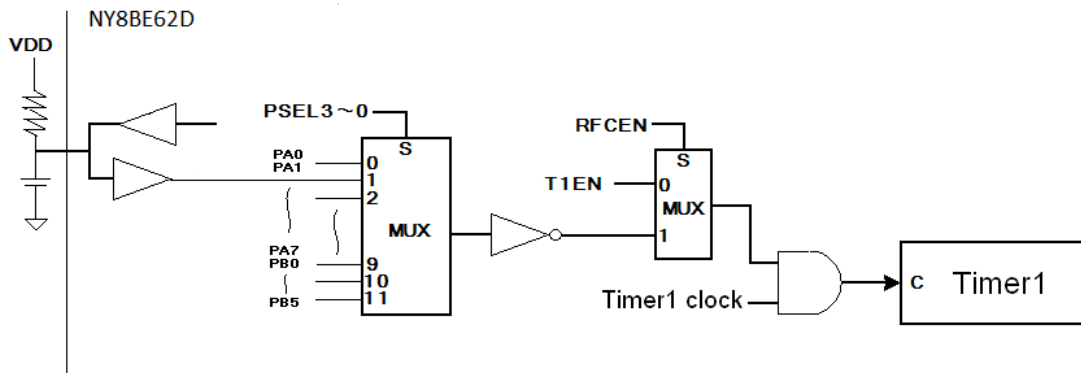 NY8BE62D
VDD
PSEL3~0
RFCEN
S
S
PA0
0
PA1
1
T1EN
0
2
MUX
MUX
1
PA7
PB0
9
10
PB5
11
Timer1 clock
C
Timer1